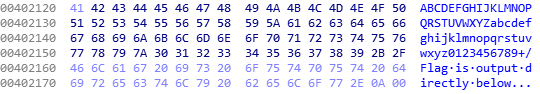 00402120 41 42 43 44 45 46 47 48 49 4A 4B 4C 4D 4E 4F 50 ABCDEFGHIJKLMNOP
00402130 51 52 53 54 55 56 57 58 59 5A 61 62 63 64 65 66 QRSTUVWXYZabcdef
00402140 67 68 69 6A 6B 6C 6D 6E 6F 70 71 72 73 74 75 76 ghijklmnopqrstuv
00402150 77 78 79 7A 30 31 32 33 34 35 36 37 38 39 2B 2F wxyz0123456789+/
00402160 46 6C 61 67 20 69 73 20 6F 75 74 70 75 74 20 64 Flag·is·output·d
00402170 69 72 65 63 74 6C 79 20 62 65 6C 6F 77 2E 0A 00 irectly·below...